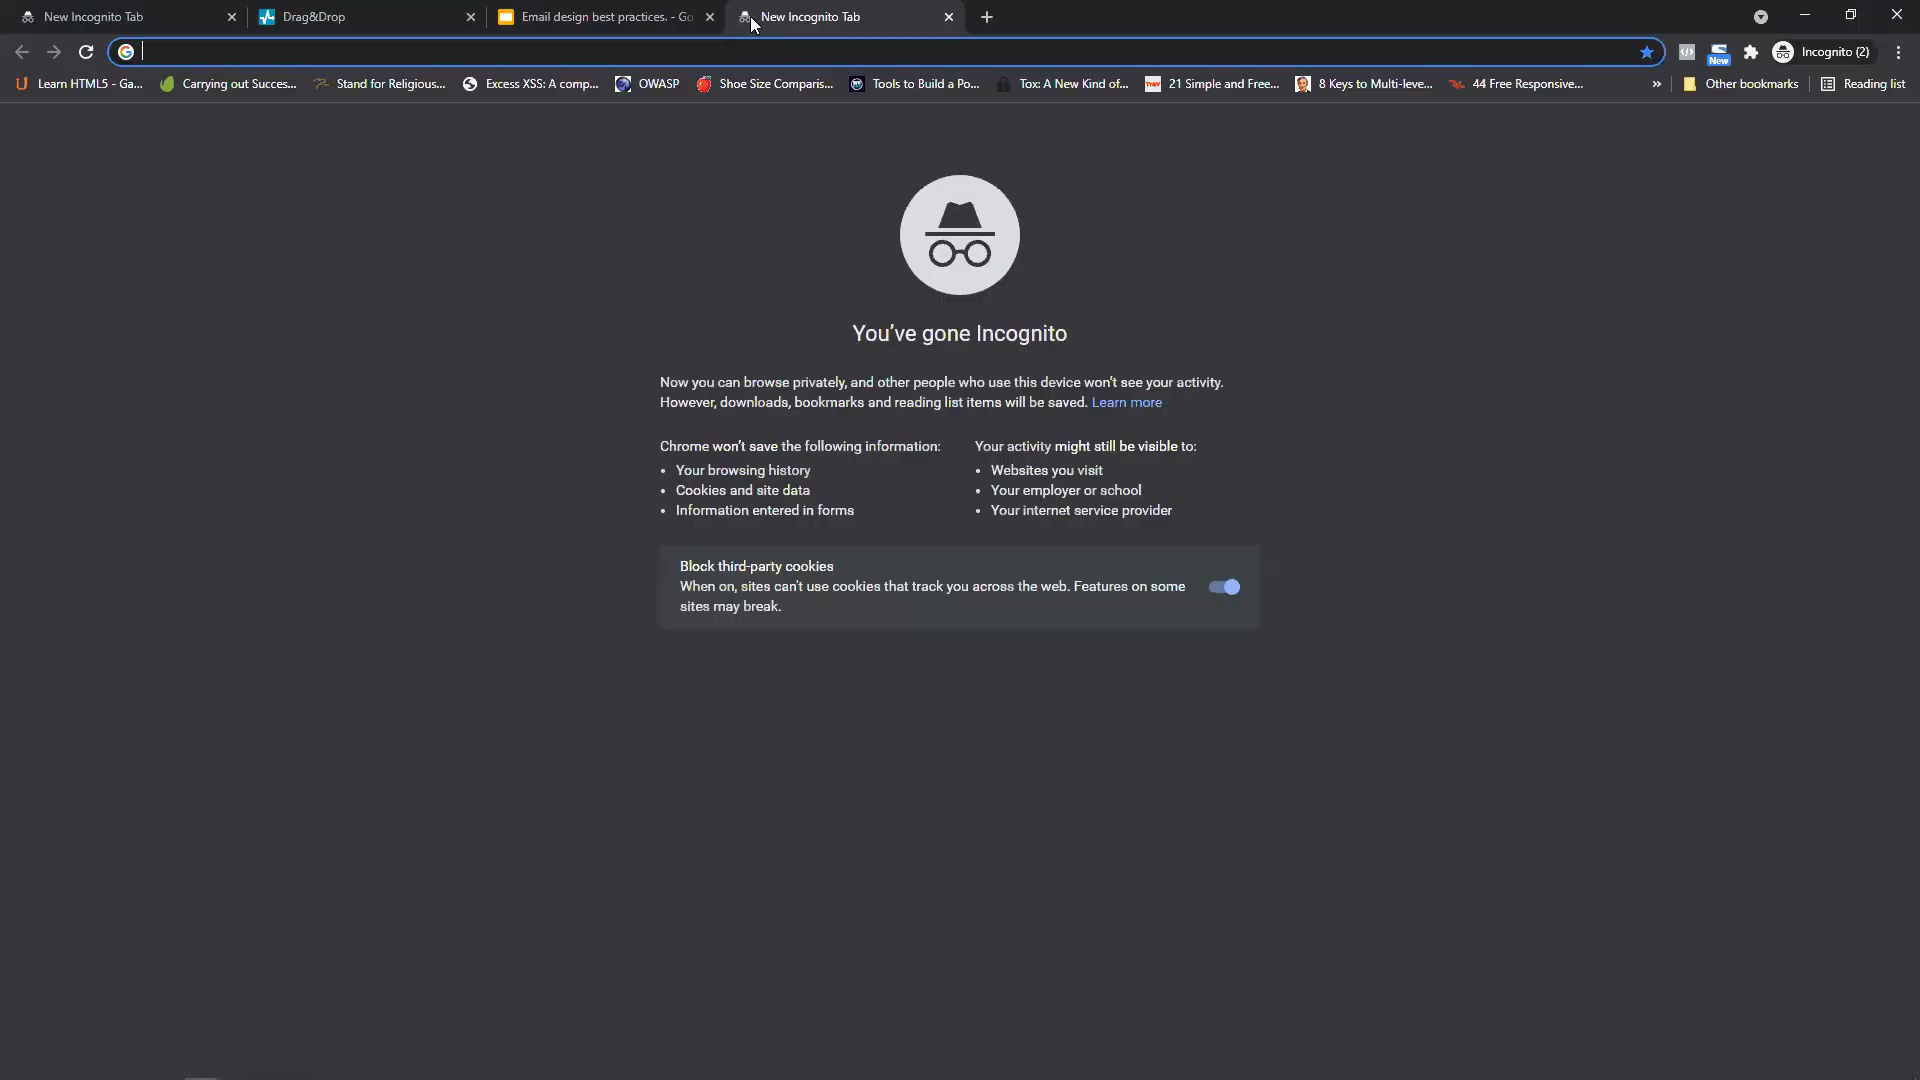 New Incognito Tab
Drag&Drop
Email design best practices. - Go
New Incognito Tab
Incognito (2)
New
Learn HTML5 - Ga...
Carrying out Succes...
Stand for Religious...
Excess XSS: A comp...
OWASP
Shoe Size Comparis...
Tools to Build a Po...
Tox: A New Kind of...
TNW
21 Simple and Free...
8 Keys to Multi-leve...
44 Free Responsive...
»
Other bookmarks
Reading list
You've gone Incognito
Now you can browse privately, and other people who use this device won't see your activity.
However, downloads, bookmarks and reading list items will be saved. Learn more
Chrome won't save the following information:
• Your browsing history
• Cookies and site data
• Information entered in forms
Your activity might still be visible to:
• Websites you visit
• Your employer or school
• Your internet service provider
Block third-party cookies
When on, sites can't use cookies that track you across the web. Features on some
sites may break.